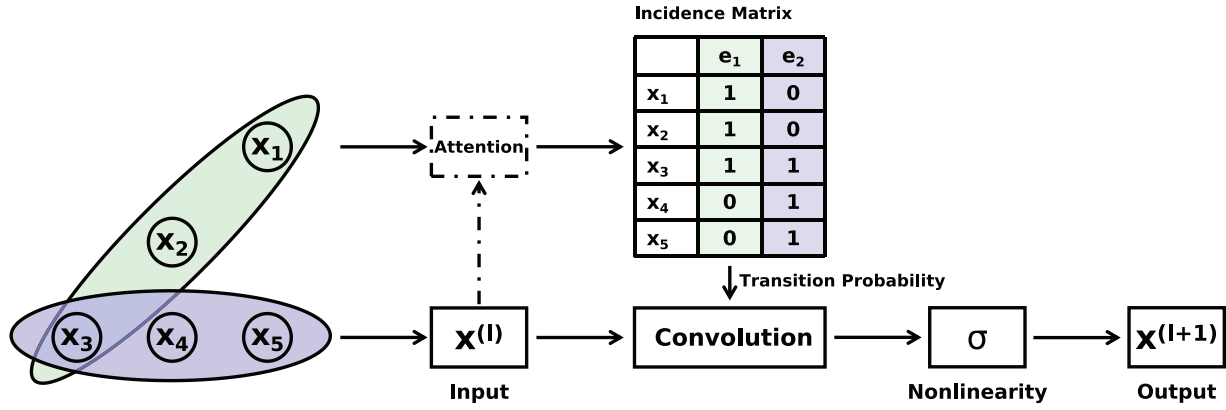 Incidence Matrix
e₁ e₂
x₁ 1 0
x₂ 1 0
x₃ 1 1
x₄ 0 1
x₅ 0 1
x₁
x₂
x₃ x₄ x₅
Attention
Transition Probability
x⁽ˡ⁾
Convolution
σ
x⁽ˡ⁺¹⁾
Input
Nonlinearity
Output